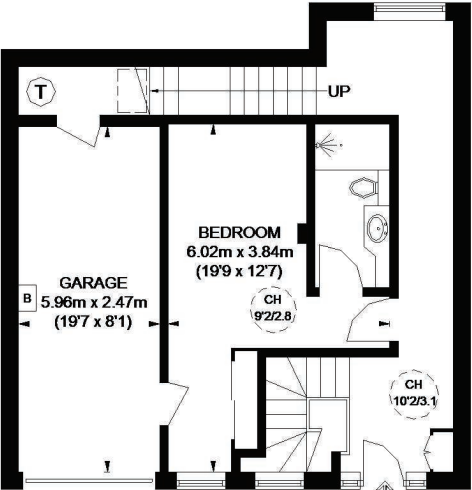 T
UP
BEDROOM
6.02m x 3.84m
(19'9 x 12'7)
GARAGE
5.96m x 2.47m
(19'7 x 8'1)
B
CH
9'2/2.8
CH
10'2/3.1